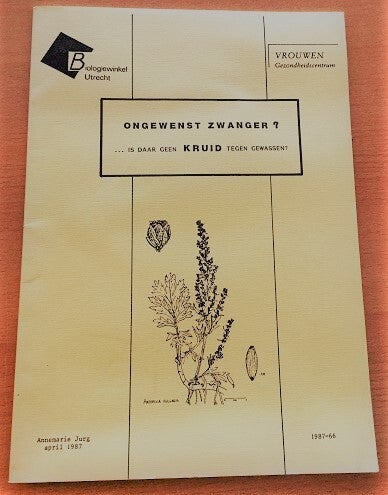 Biologiewinkel
Utrecht
VROUWEN
Gezondheidscentrum
ONGEWENST ZWANGER?
... IS DAAR GEEN KRUID TEGEN GEWASSEN?
Annemarie Jurg
april 1987
1987-66